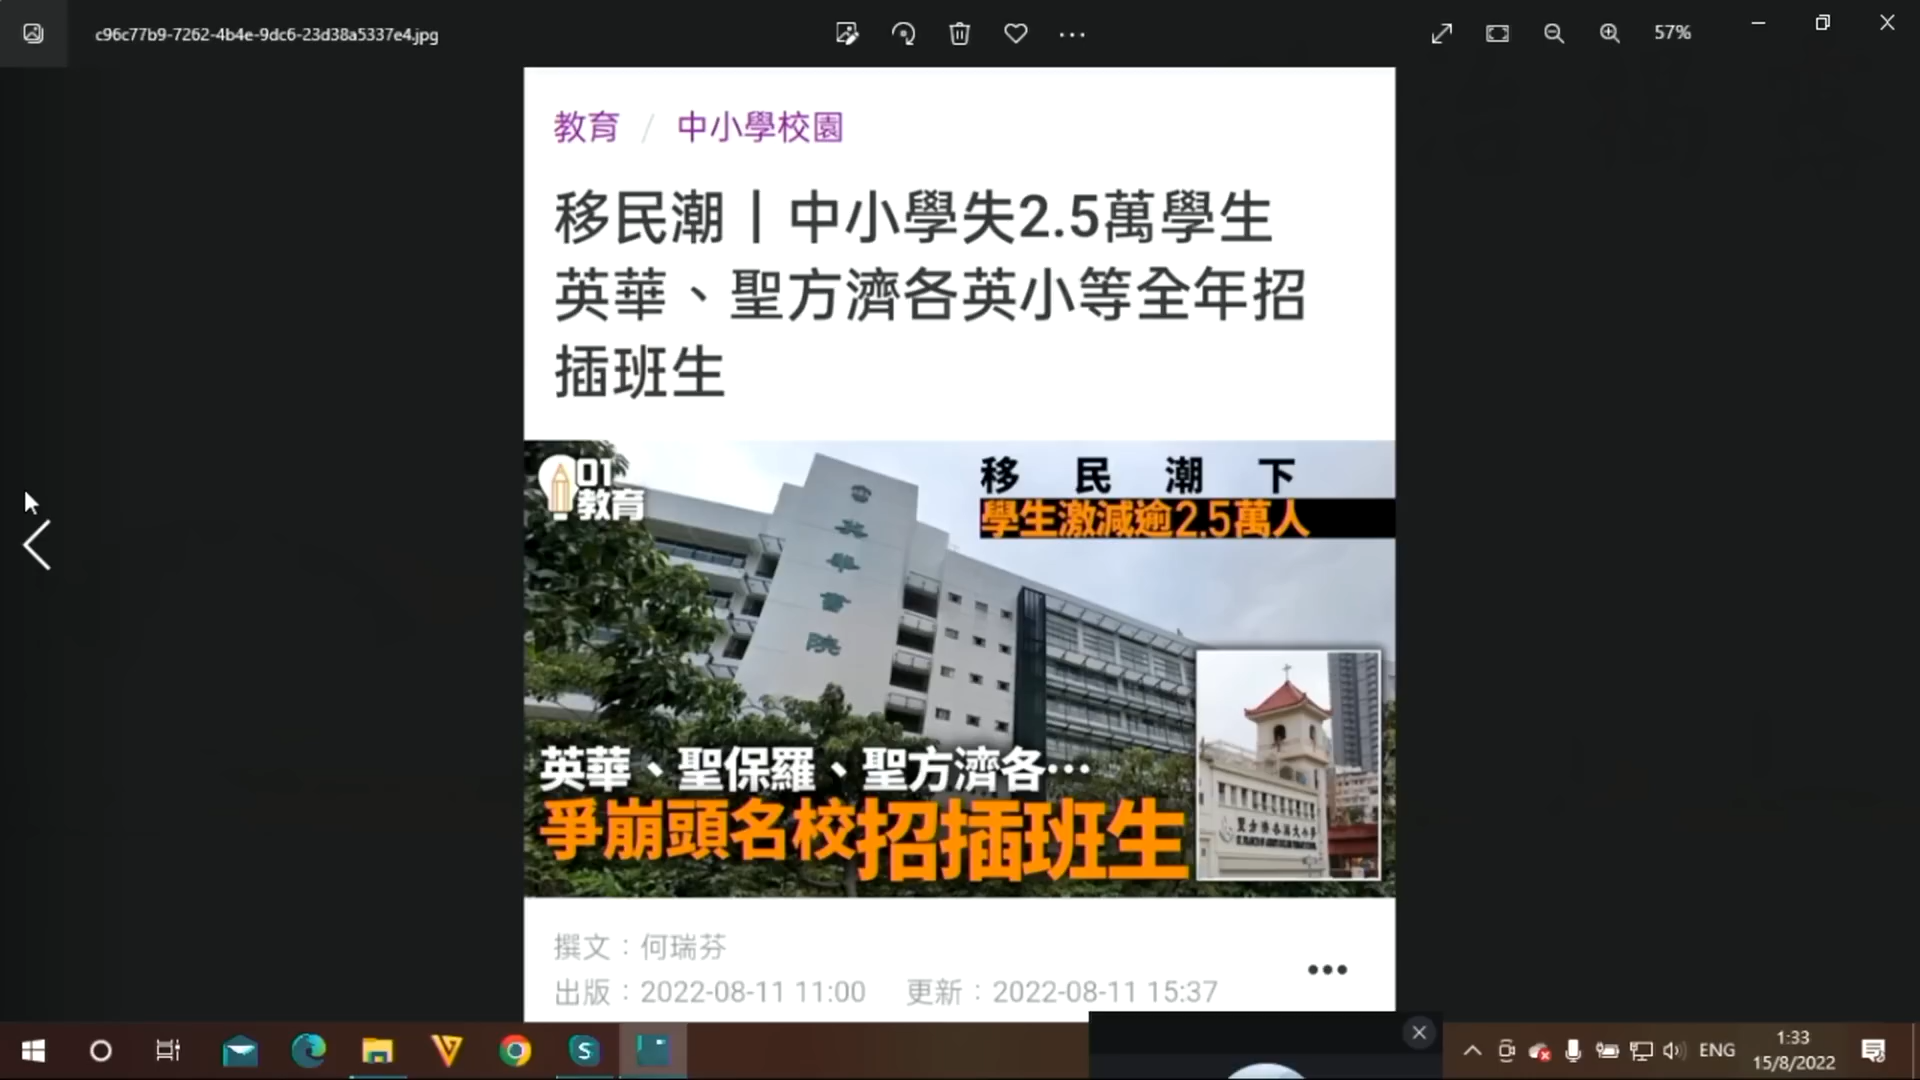 c96c77b9-7262-4b4e-9dc6-23d38a5337e4.jpg
57%
教育 / 中小學校園
移民潮｜中小學失2.5萬學生
英華、聖方濟各英小等全年招
插班生
01
教育
移民潮下
學生激減逾2.5萬人
英華書院
英華、聖保羅、聖方濟各…
爭崩頭名校招插班生
撰文：何瑞芬
出版：2022-08-11 11:00 更新：2022-08-11 15:37
ENG
1:33
15/8/2022